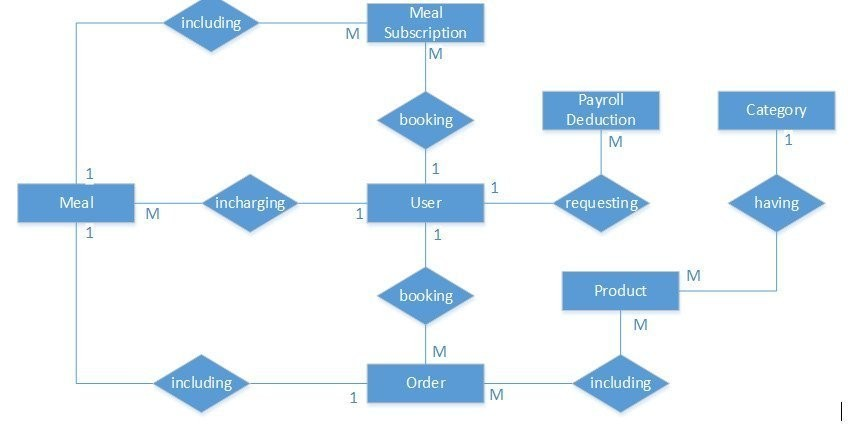 including
Meal
Subscription
M
M
booking
Payroll
Deduction
Category
M
1
1
1
1
Meal
M
incharging
1
User
requesting
having
1
1
booking
Product
M
M
M
including
1
Order
M
including